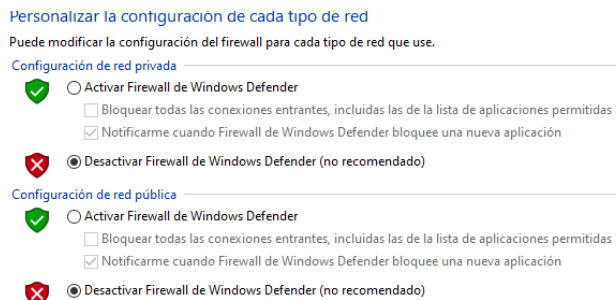 Personalizar la configuración de cada tipo de red
Puede modificar la configuración del firewall para cada tipo de red que use.
Configuración de red privada
Activar Firewall de Windows Defender
Bloquear todas las conexiones entrantes, incluidas las de la lista de aplicaciones permitidas
Notificarme cuando Firewall de Windows Defender bloquee una nueva aplicación
Desactivar Firewall de Windows Defender (no recomendado)
Configuración de red pública
Activar Firewall de Windows Defender
Bloquear todas las conexiones entrantes, incluidas las de la lista de aplicaciones permitidas
Notificarme cuando Firewall de Windows Defender bloquee una nueva aplicación
Desactivar Firewall de Windows Defender (no recomendado)